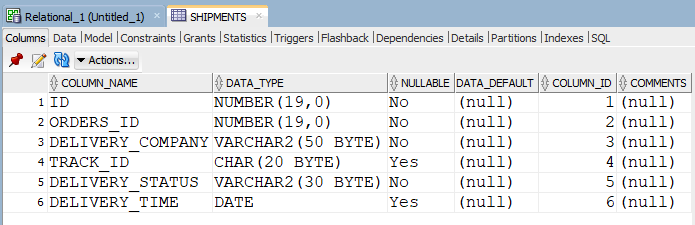 Relational_1 (Untitled_1) SHIPMENTS
Columns Data Model Constraints Grants Statistics Triggers Flashback Dependencies Details Partitions Indexes SQL
Actions...
COLUMN_NAME DATA_TYPE NULLABLE DATA_DEFAULT COLUMN_ID COMMENTS
1 ID NUMBER(19,0) No (null) 1 (null)
2 ORDERS_ID NUMBER(19,0) No (null) 2 (null)
3 DELIVERY_COMPANY VARCHAR2(50 BYTE) No (null) 3 (null)
4 TRACK_ID CHAR(20 BYTE) Yes (null) 4 (null)
5 DELIVERY_STATUS VARCHAR2(30 BYTE) No (null) 5 (null)
6 DELIVERY_TIME DATE Yes (null) 6 (null)